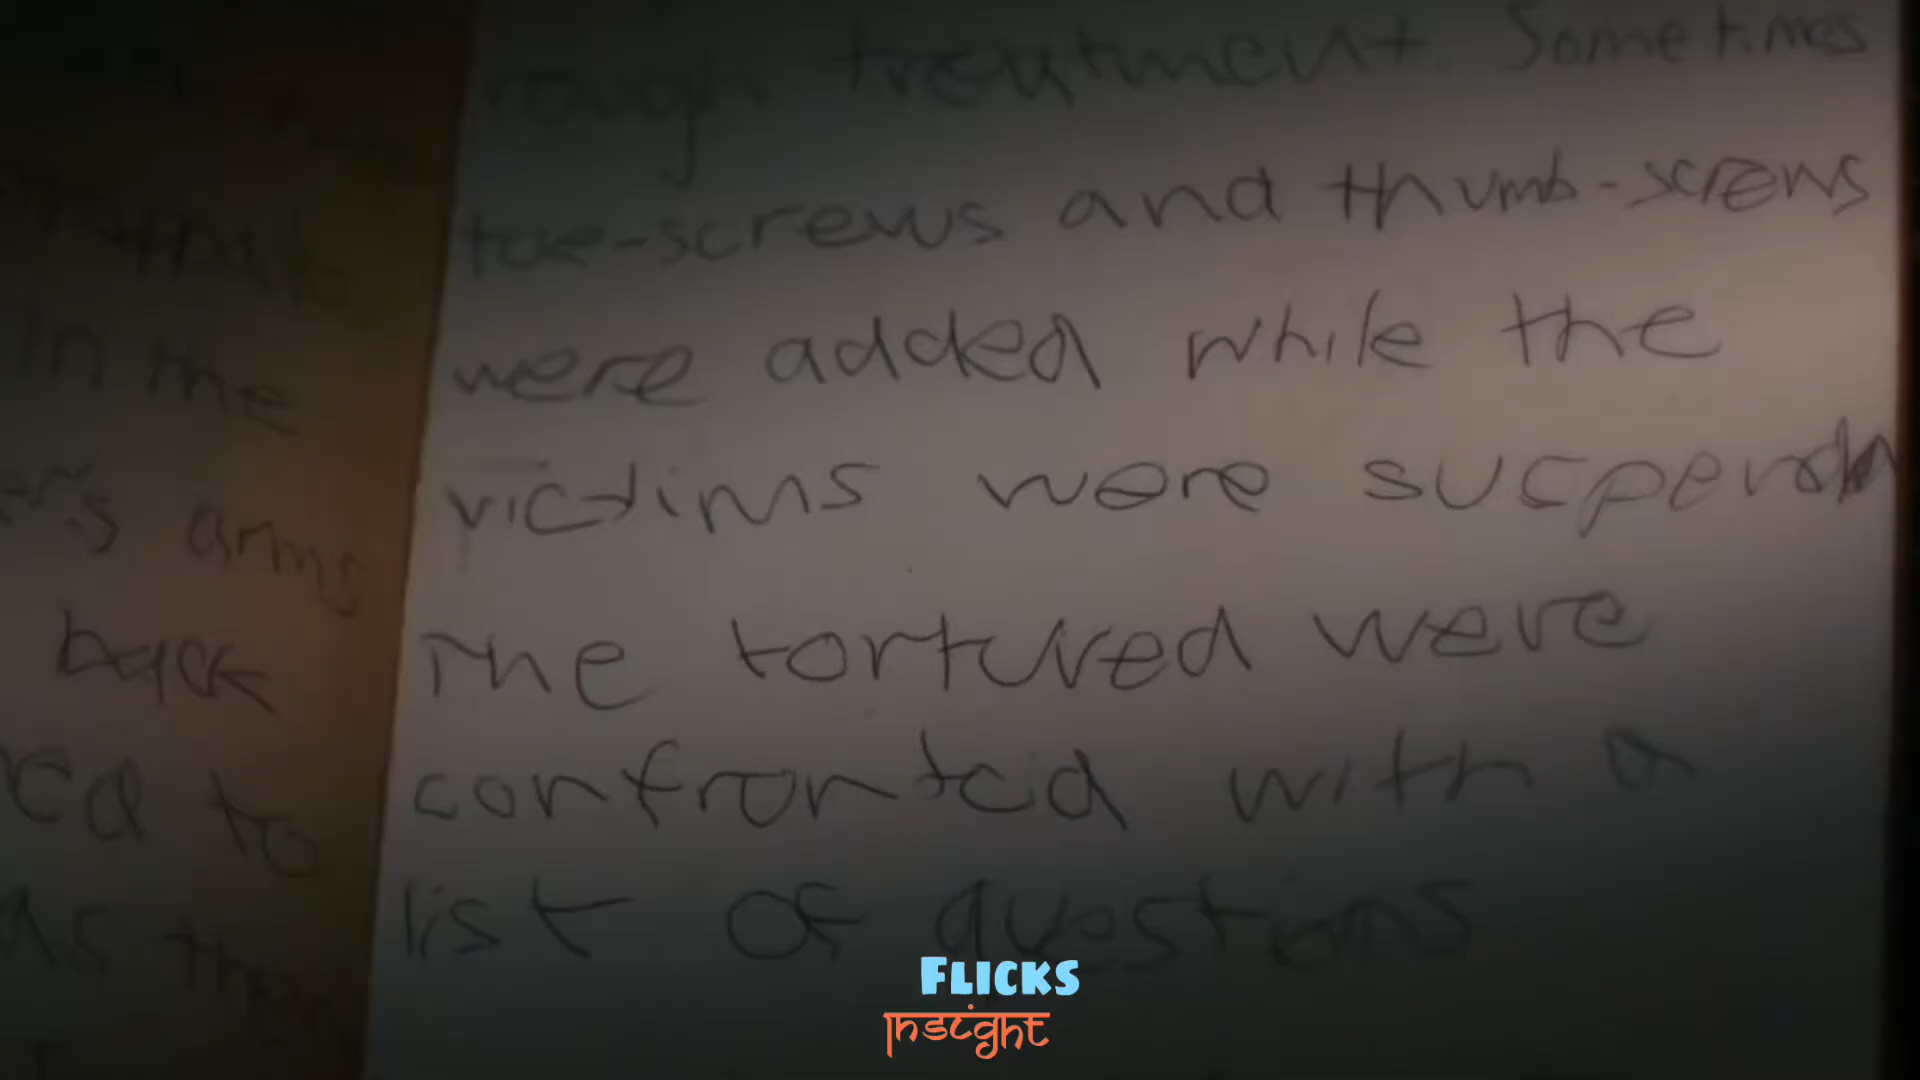 rough treatment. Sometimes
toe-screws and thumb-screws
were added while the
victims were
The tortured were
confronted with a
list of questions
in the
arms
back
to
FLICKS
Insight